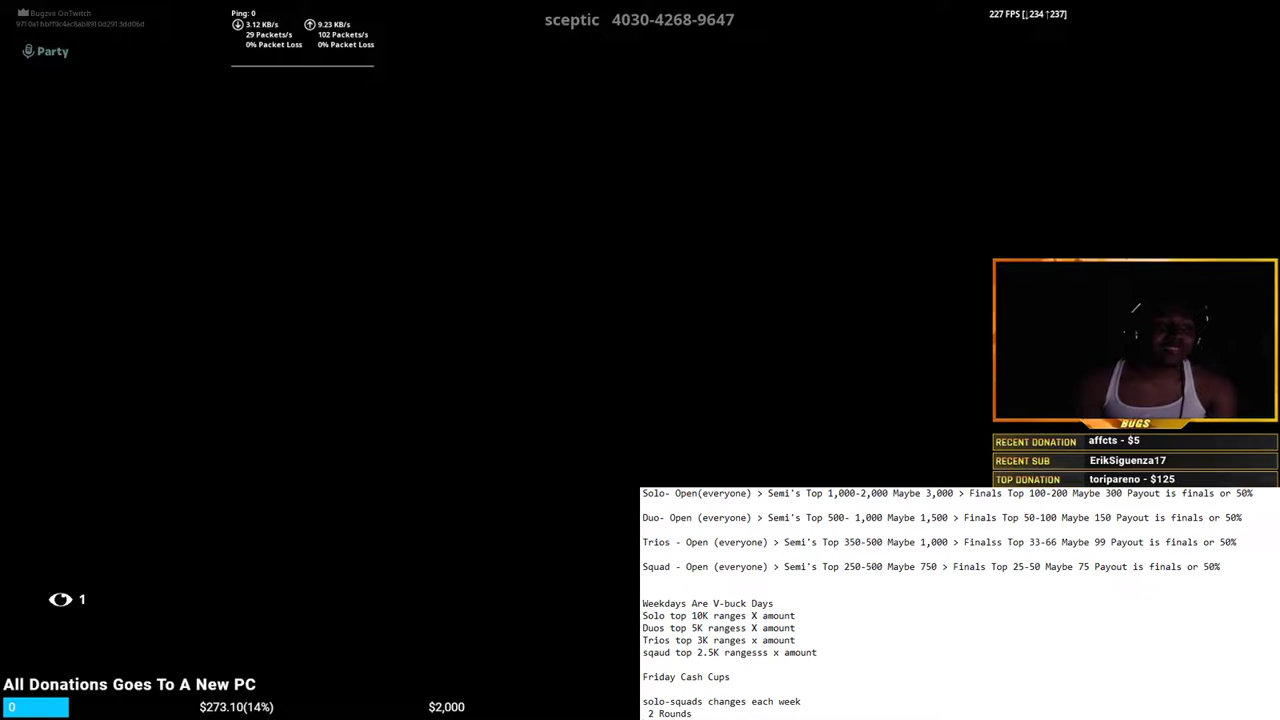 Bugzve OnTwitch
Party
Ping: 0
3.12 KB/s 9.23 KB/s
29 Packets/s 102 Packets/s
0% Packet Loss 0% Packet Loss
sceptic 4030-4268-9647
227 FPS [↓234 ↑237]
BUGS
RECENT DONATION affcts - $5
RECENT SUB ErikSiguenza17
TOP DONATION toripareno - $125
Solo- Open(everyone) > Semi's Top 1,000-2,000 Maybe 3,000 > Finals Top 100-200 Maybe 300 Payout is finals or 50%
Duo- Open (everyone) > Semi's Top 500- 1,000 Maybe 1,500 > Finals Top 50-100 Maybe 150 Payout is finals or 50%
Trios - Open (everyone) > Semi's Top 350-500 Maybe 1,000 > Finalss Top 33-66 Maybe 99 Payout is finals or 50%
Squad - Open (everyone) > Semi's Top 250-500 Maybe 750 > Finals Top 25-50 Maybe 75 Payout is finals or 50%
Weekdays Are V-buck Days
Solo top 10K ranges X amount
Duos top 5K rangess X amount
Trios top 3K ranges x amount
sqaud top 2.5K rangesss x amount
Friday Cash Cups
solo-squads changes each week
2 Rounds
1
All Donations Goes To A New PC
0 $273.10(14%) $2,000